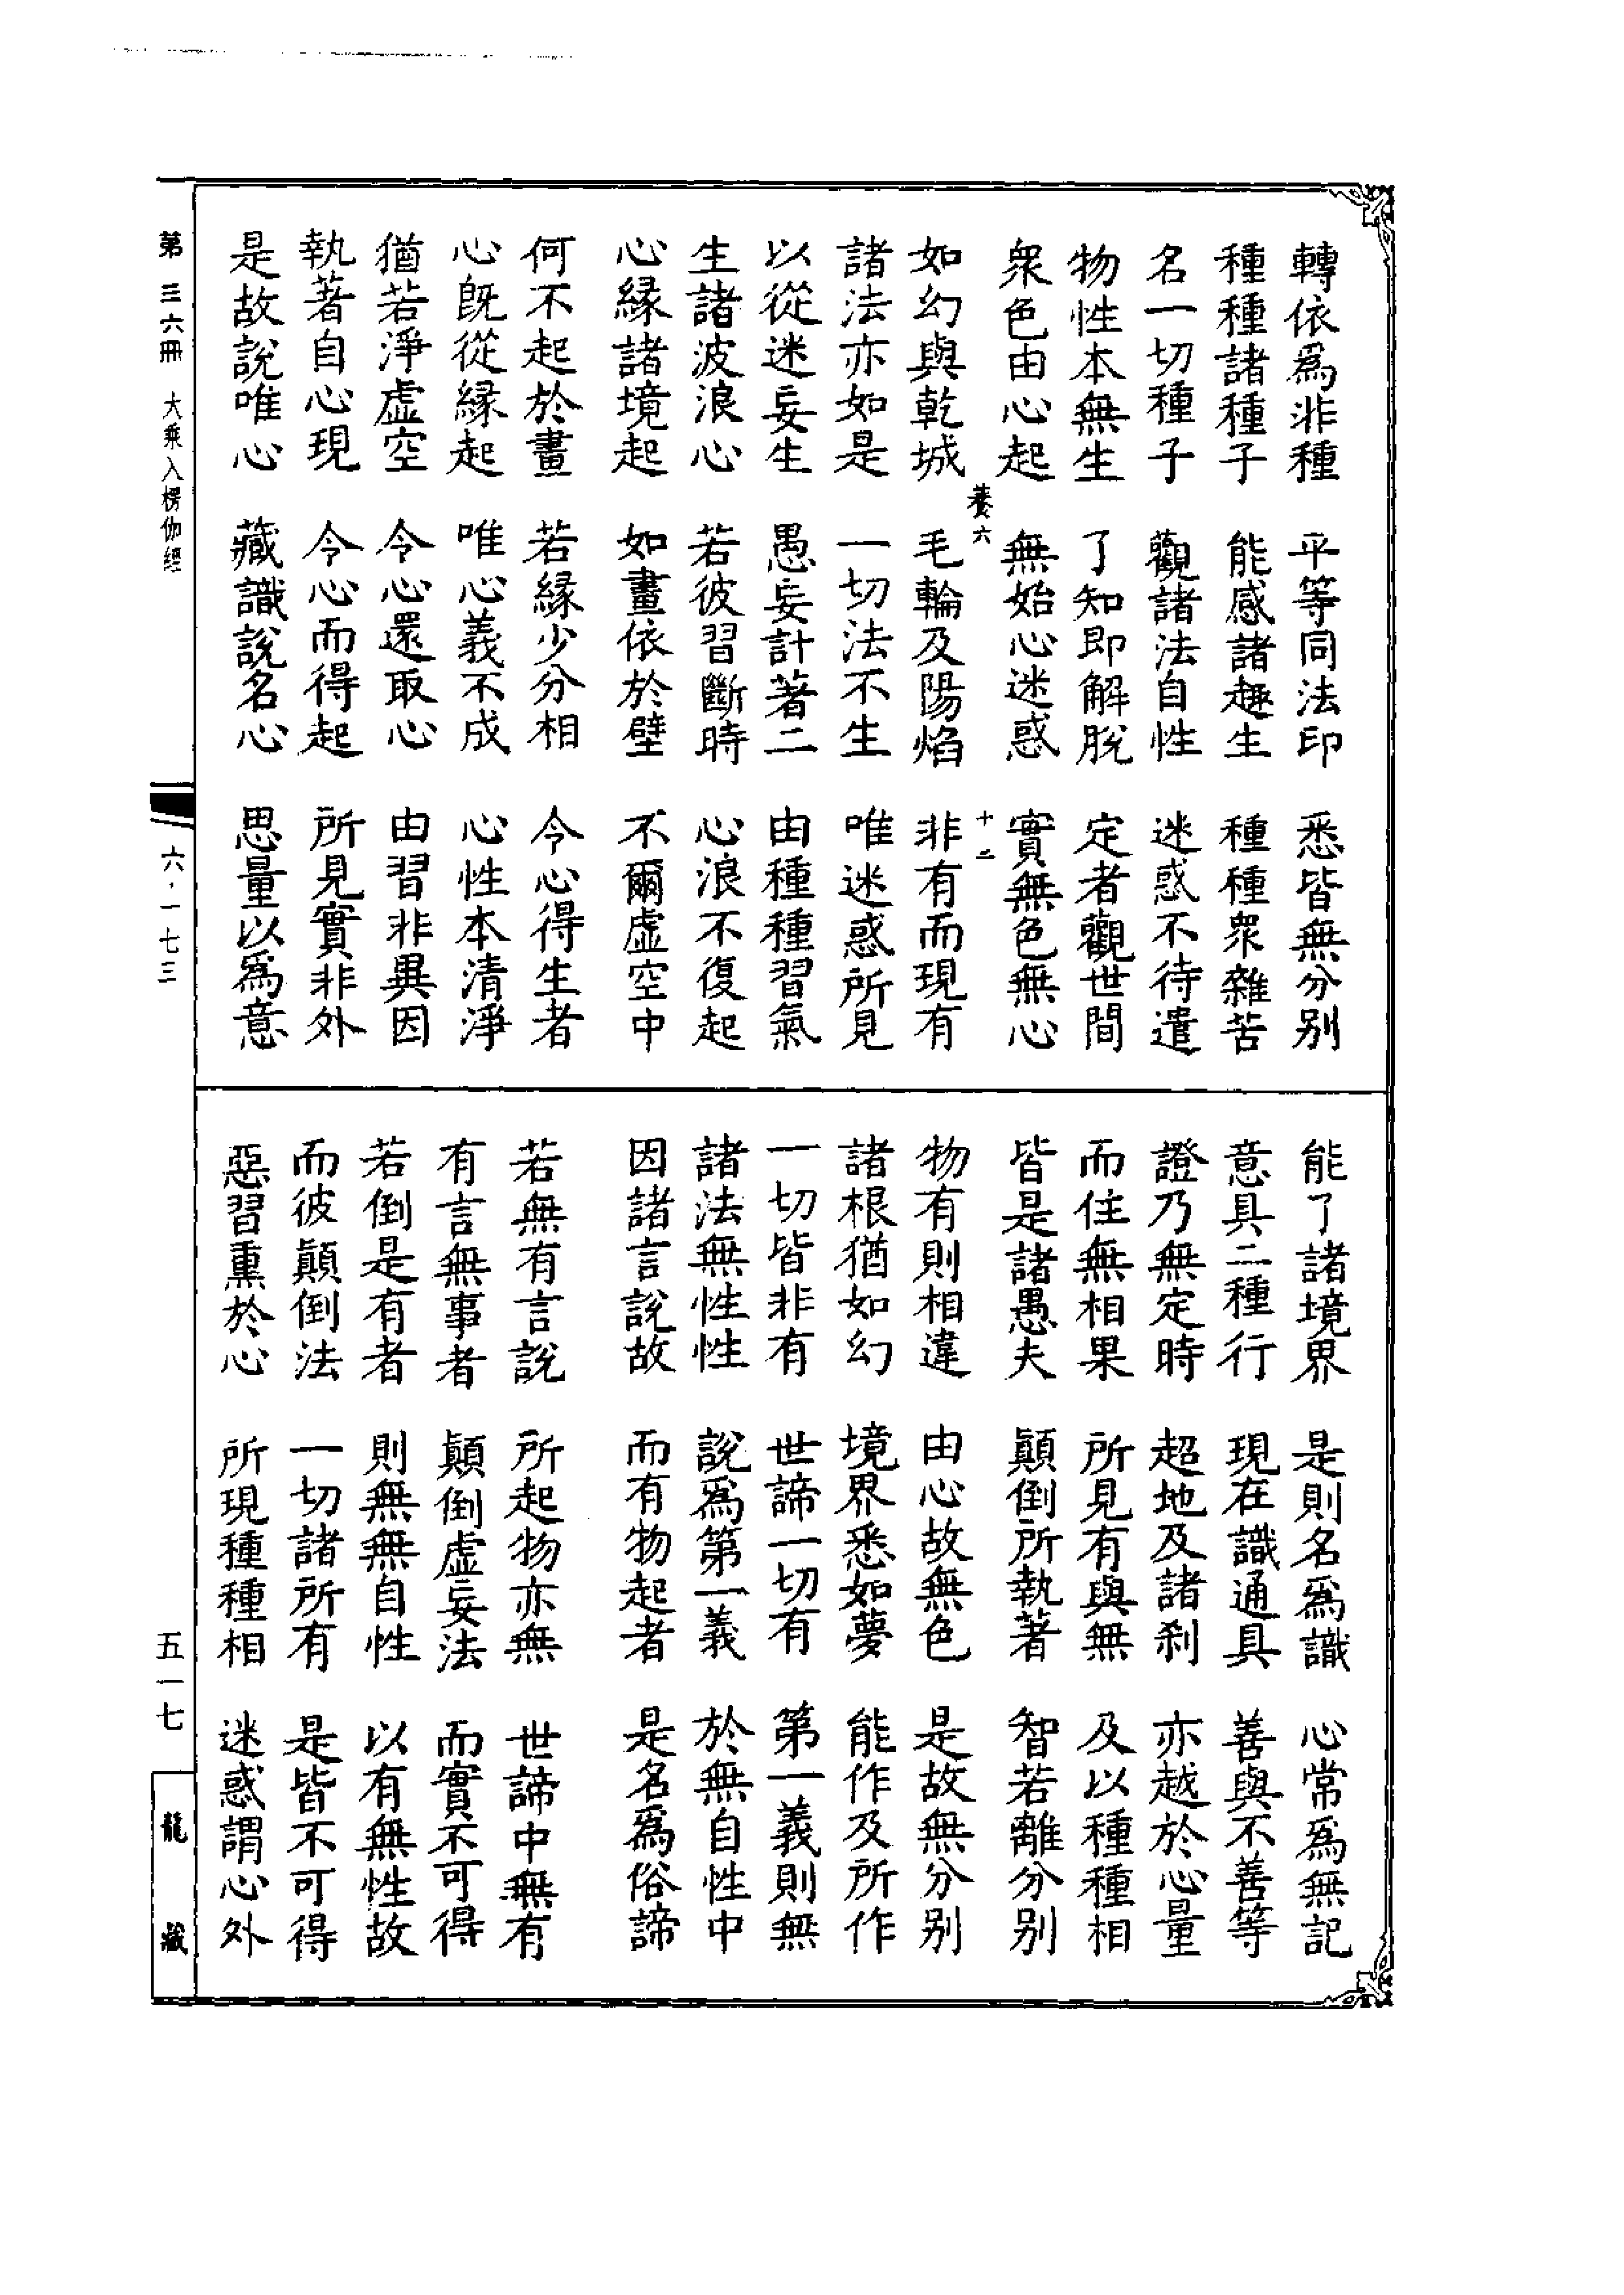 轉依爲非種　平等同法印　悉皆無分别
種種諸種子　能感諸趣生　種種衆雜苦
名一切種子　觀諸法自性　迷惑不待遣
物性本無生　了知即解脫　定者觀世間
衆色由心起　無始心迷惑　實無色無心
養六　十二
如幻與乾城　毛輪及陽焰　非有而現有
諸法亦如是　一切法不生　唯迷惑所見
以從迷妄生　愚妄計著二　由種種習氣
生諸波浪心　若彼習斷時　心浪不復起
心緣諸境起　如畫依於壁　不爾虛空中
何不起於畫　若緣少分相　令心得生者
心旣從緣起　唯心義不成　心性本清淨
猶若淨虛空　令心還取心　由習非異因
執著自心現　令心而得起　所見實非外
是故說唯心　藏識說名心　思量以爲意
能了諸境界　是則名爲識　心常爲無記
意具二種行　現在識通具　善與不善等
證乃無定時　超地及諸刹　亦越於心量
而住無相果　所見有與無　及以種種相
皆是諸愚夫　顚倒所執著　智若離分别
物有則相違　由心故無色　是故無分别
諸根猶如幻　境界悉如夢　能作及所作
一切皆非有　世諦一切有　第一義則無
諸法無性性　說爲第一義　於無自性中
因諸言說故　而有物起者　是名爲俗諦
若無有言說　所起物亦無　世諦中無有
有言無事者　顚倒虛妄法　而實不可得
若倒是有者　則無無自性　以有無性故
而彼顚倒法　一切諸所有　是皆不可得
惡習熏於心　所現種種相　迷惑謂心外
第三六冊　大乘入楞伽經　六·一七三　五一七　龍藏